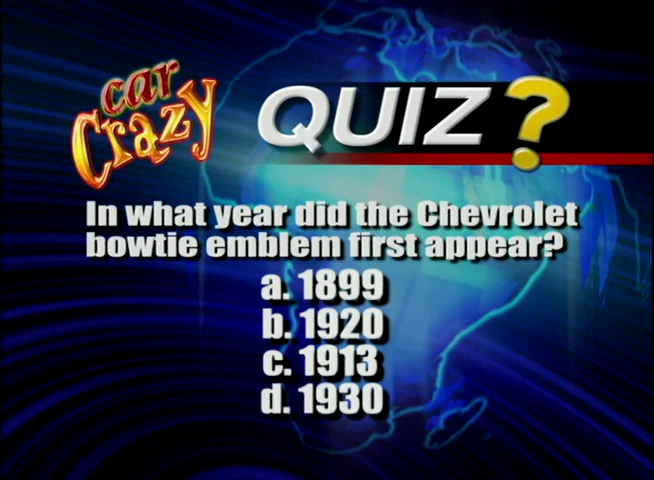 car
Crazy
QUIZ?
In what year did the Chevrolet
bowtie emblem first appear?
a. 1899
b. 1920
c. 1913
d. 1930